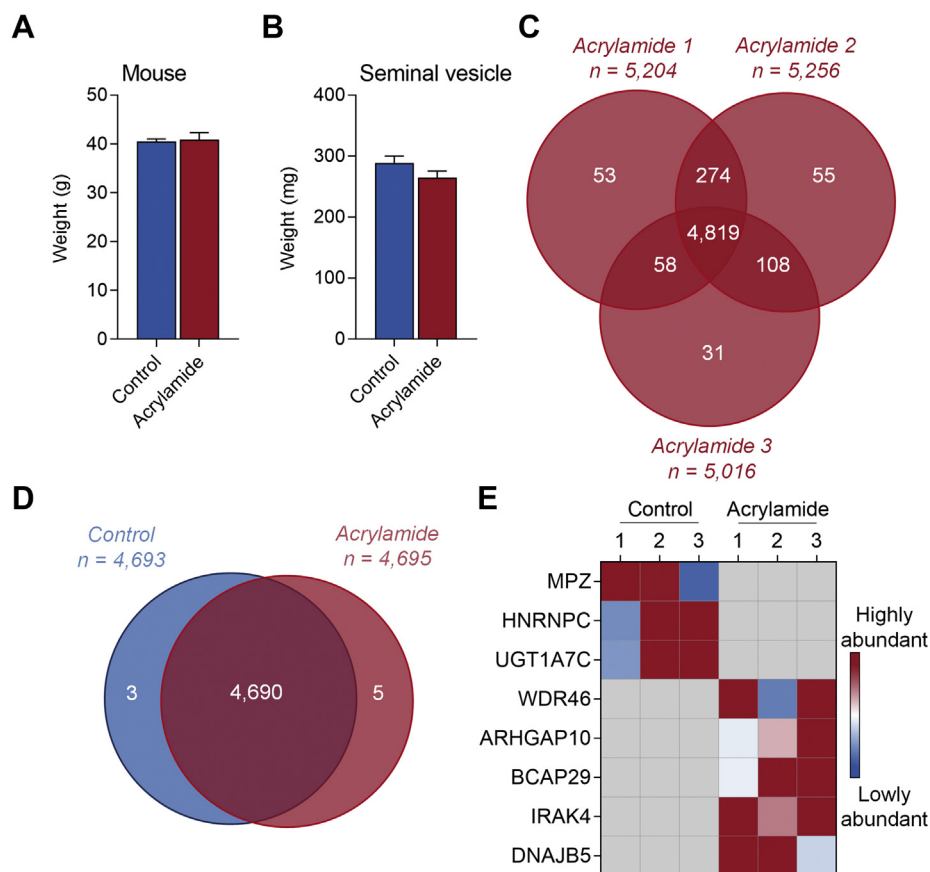 A
Mouse
Weight (g)
50
40
30
20
10
0
Control
Acrylamide
B
Seminal vesicle
Weight (mg)
400
300
200
100
0
Control
Acrylamide
C
Acrylamide 1
n = 5,204
Acrylamide 2
n = 5,256
53
274
55
4,819
58
108
31
Acrylamide 3
n = 5,016
D
Control
n = 4,693
Acrylamide
n = 4,695
3
4,690
5
E
Control Acrylamide
1 2 3 1 2 3
MPZ
HNRNPC
UGT1A7C
WDR46
ARHGAP10
BCAP29
IRAK4
DNAJB5
Highly
abundant
Lowly
abundant